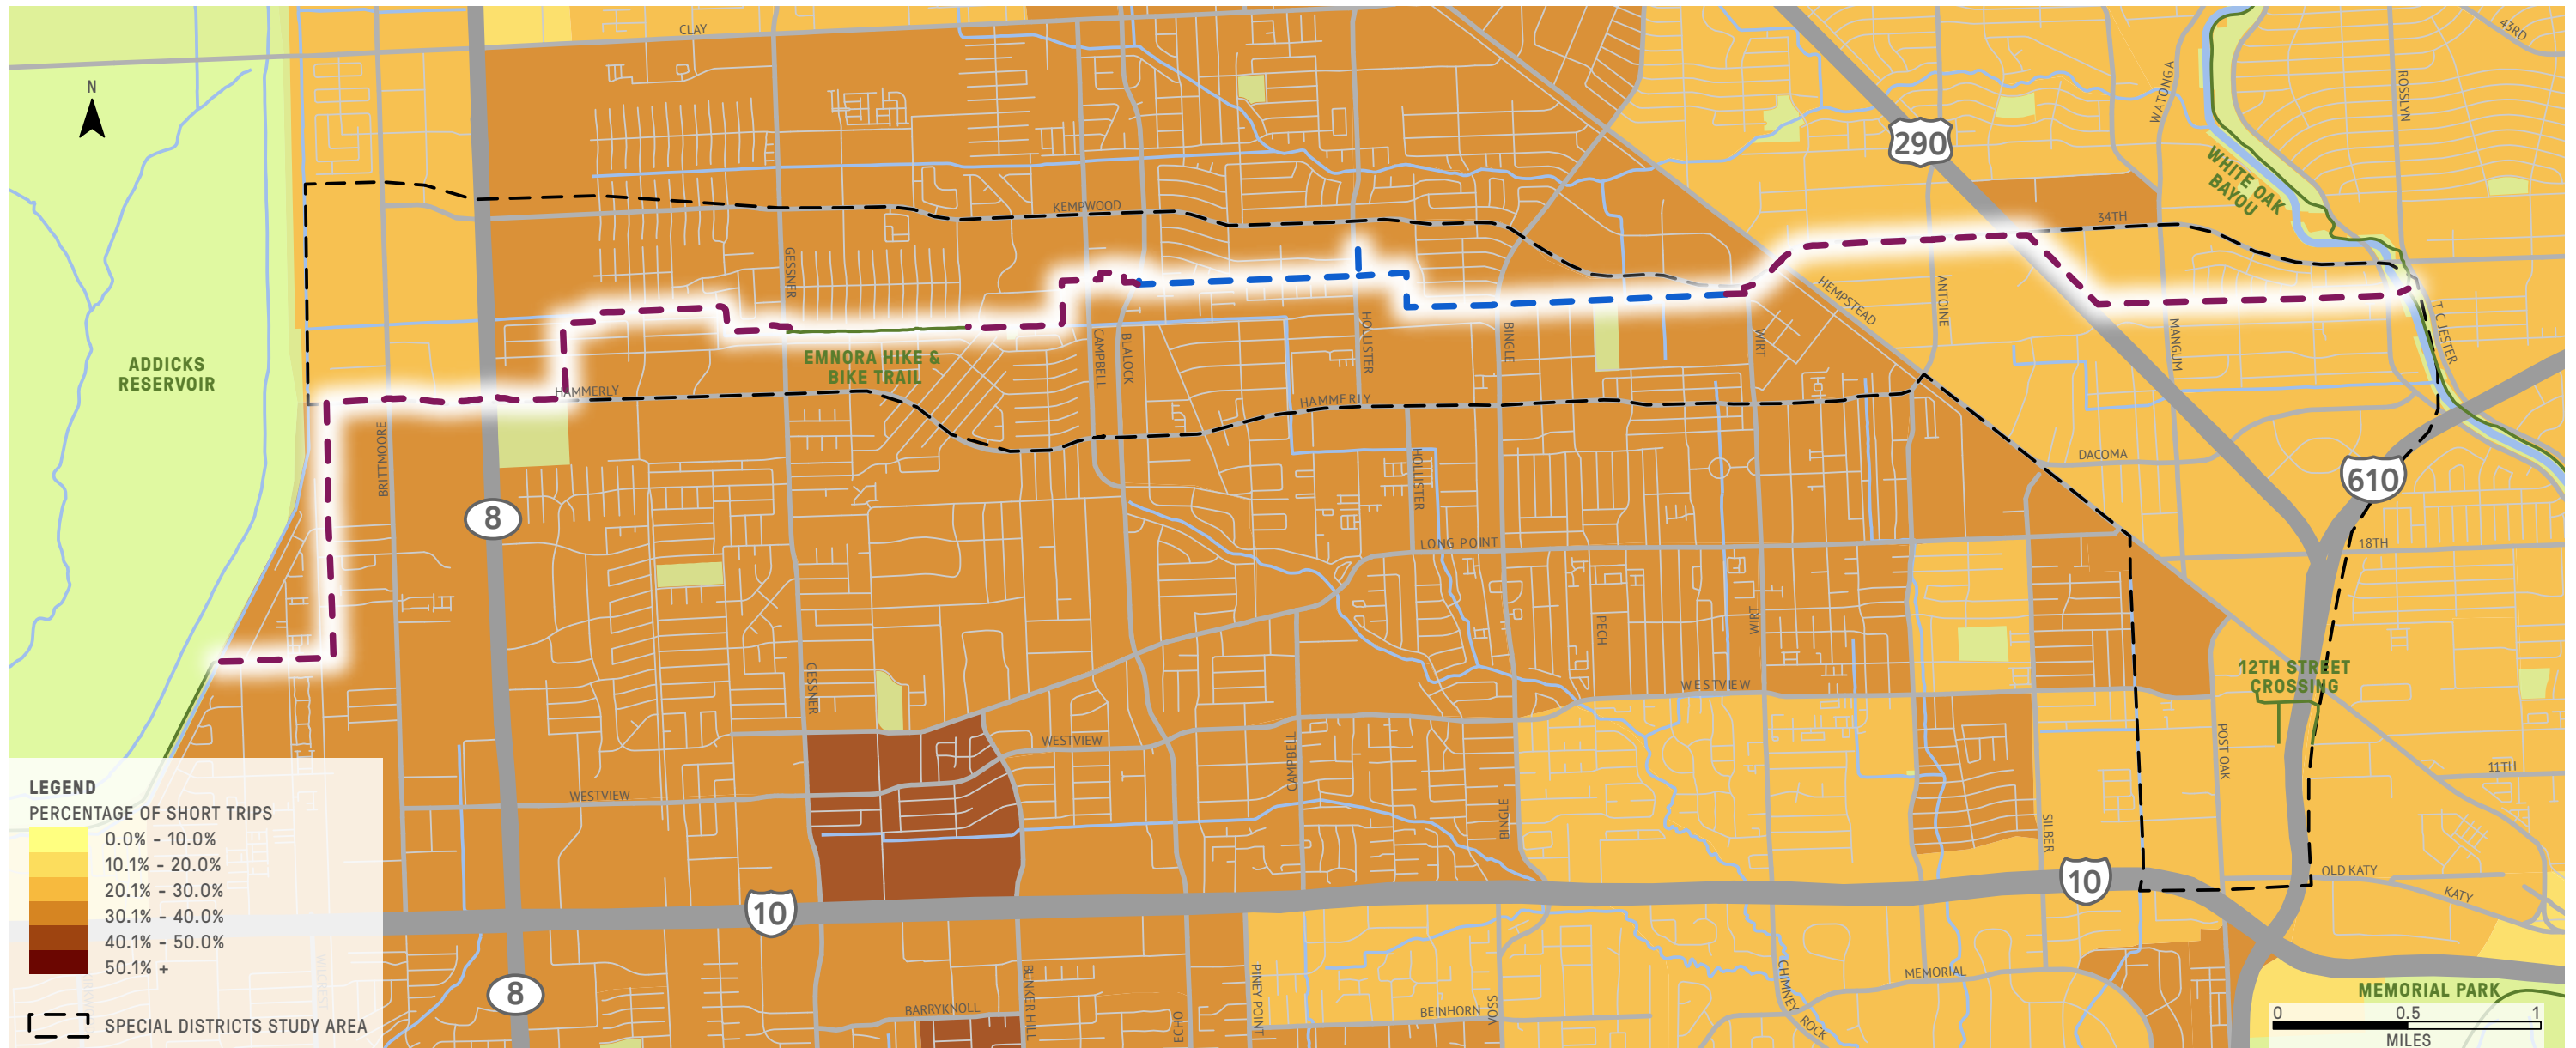 CLAY
43RD
N
WATONGA
ROSSLYN
290
WHITE OAK
BAYOU
KEMPWOOD
34TH
GESSNER
HEMPSTEAD
ANTOINE
T C JESTER
MANGUM
WIRT
BINGLE
HOLLISTER
BLALOCK
CAMPBELL
EMNORA HIKE &
BIKE TRAIL
ADDICKS
RESERVOIR
HAMMERLY
HAMMERLY
BRITTMOORE
HOLLISTER
DACOMA
610
8
LONG POINT
18TH
PECH
WIRT
12TH STREET
CROSSING
GESSNER
WESTVIEW
WESTVIEW
CAMPBELL
POST OAK
11TH
WESTVIEW
BINGLE
SILBER
OLD KATY
KATY
10
10
LEGEND
PERCENTAGE OF SHORT TRIPS
0.0% - 10.0%
10.1% - 20.0%
20.1% - 30.0%
30.1% - 40.0%
40.1% - 50.0%
50.1% +
SPECIAL DISTRICTS STUDY AREA
8
BARRYKNOLL
BUNKER HILL
ECHO
PINEY POINT
BEINHORN
VOSS
CHIMNEY ROCK
MEMORIAL
MEMORIAL PARK
0 0.5 1
MILES